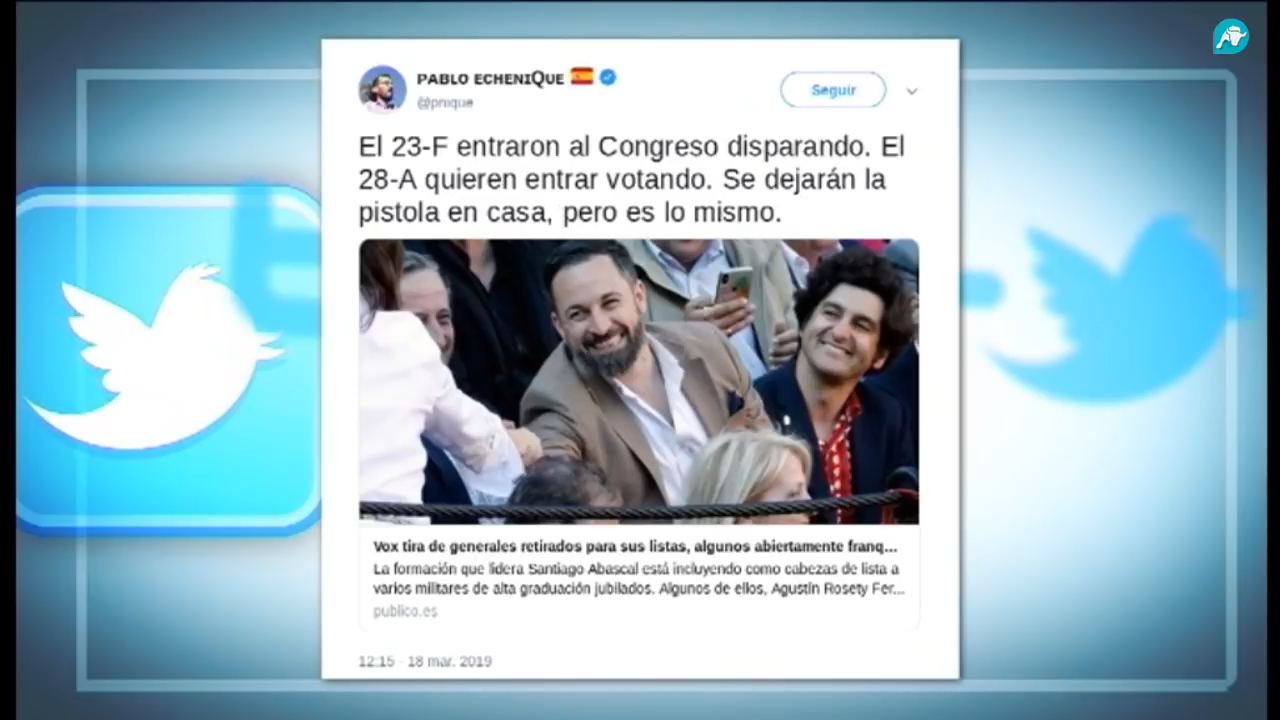 PABLO ECHENIQUE
@pnique
Seguir
El 23-F entraron al Congreso disparando. El
28-A quieren entrar votando. Se dejarán la
pistola en casa, pero es lo mismo.
Vox tira de generales retirados para sus listas, algunos abiertamente franq...
La formación que lidera Santiago Abascal está incluyendo como cabezas de lista a
varios militares de alta graduación jubilados. Algunos de ellos, Agustín Rosety Fer...
publico.es
12:15 - 18 mar. 2019